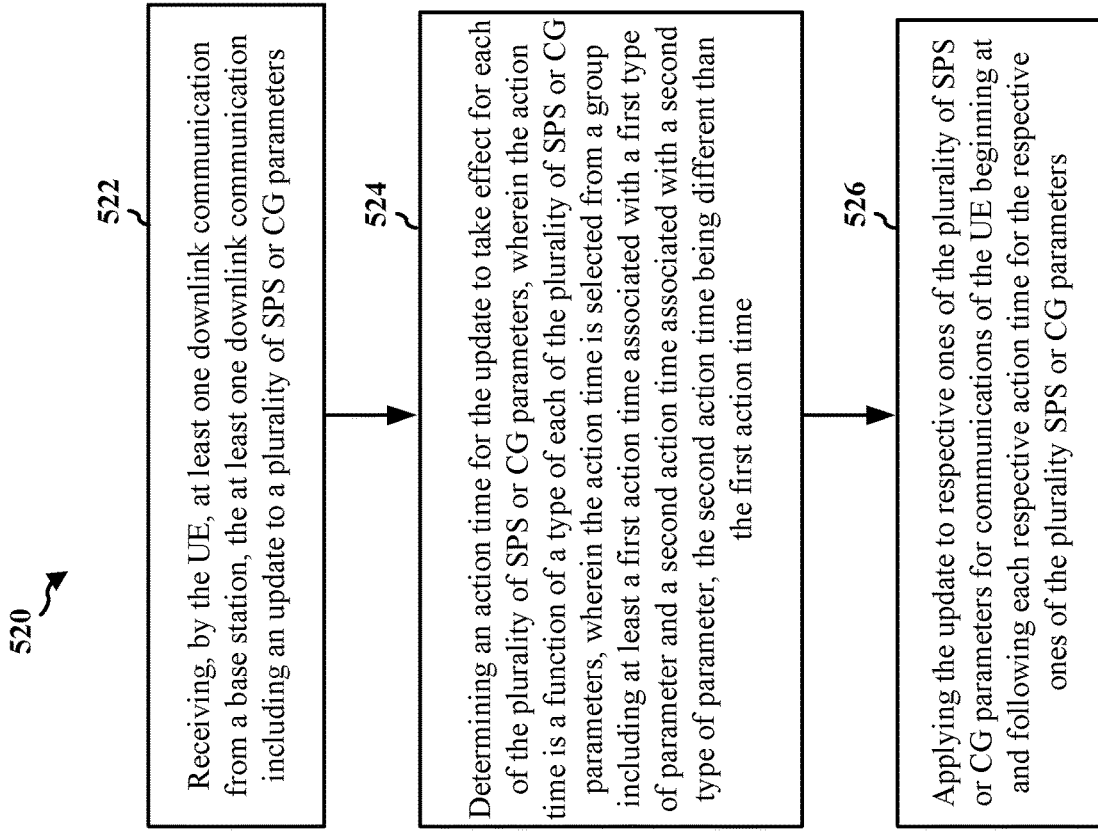 520
522
Receiving, by the UE, at least one downlink communication
from a base station, the at least one downlink communication
including an update to a plurality of SPS or CG parameters
524
Determining an action time for the update to take effect for each
of the plurality of SPS or CG parameters, wherein the action
time is a function of a type of each of the plurality of SPS or CG
parameters, wherein the action time is selected from a group
including at least a first action time associated with a first type
of parameter and a second action time associated with a second
type of parameter, the second action time being different than
the first action time
526
Applying the update to respective ones of the plurality of SPS
or CG parameters for communications of the UE beginning at
and following each respective action time for the respective
ones of the plurality SPS or CG parameters